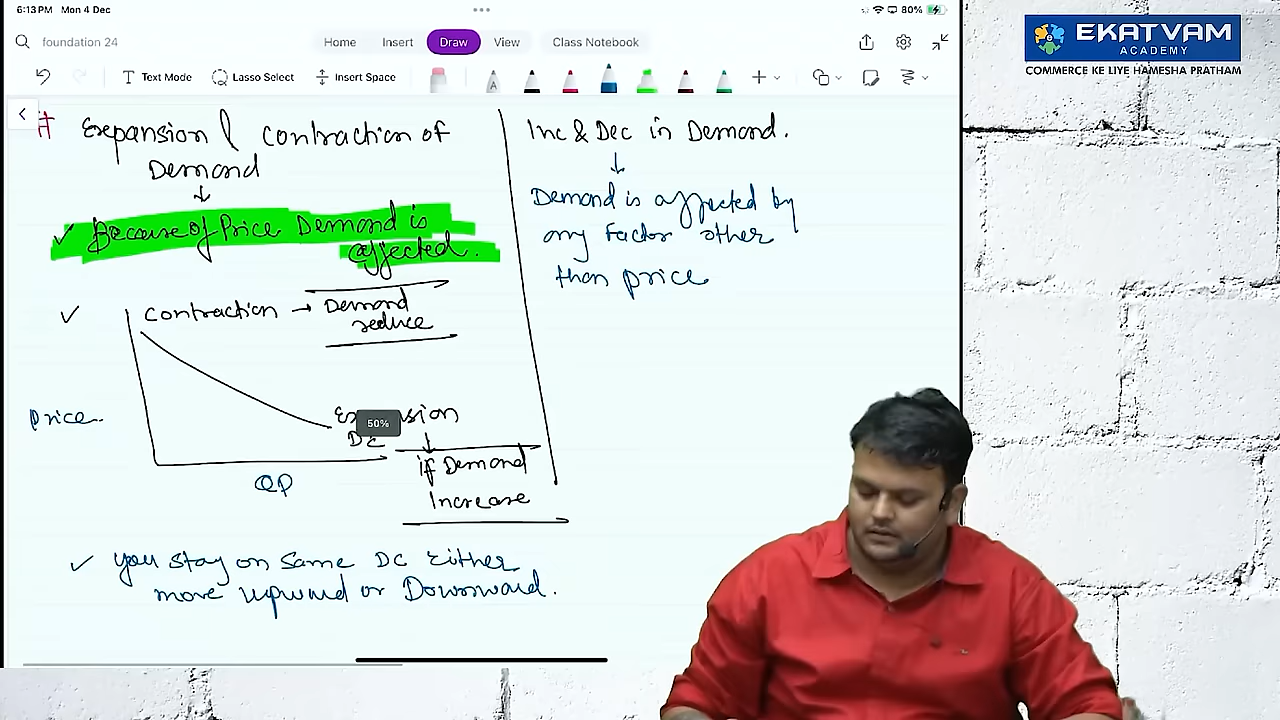 6:13 PM Mon 4 Dec
80%
foundation 24
Home Insert Draw View Class Notebook
Text Mode Lasso Select Insert Space
EKATVAM
ACADEMY
COMMERCE KE LIYE HAMESHA PRATHAM
# Expansion & contraction of
Demand
Because of Price Demand is
affected.
contraction → Demand
reduce
Price
50%
DC
if Demand
Increase
QD
you stay on Same DC Either
move upward or Downward.
Inc & Dec in Demand.
Demand is affected by
any factor other
than price